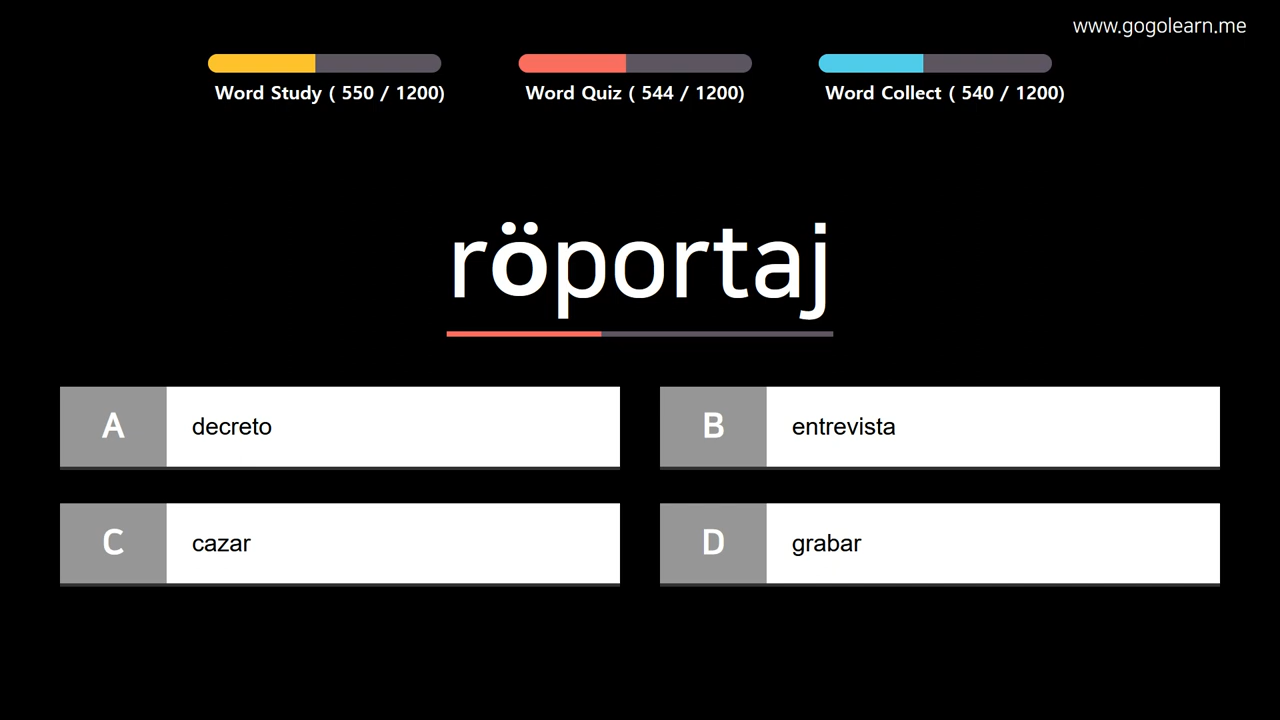 www.gogolearn.me
Word Study ( 550 / 1200)
Word Quiz ( 544 / 1200)
Word Collect ( 540 / 1200)
röportaj
A decreto
B entrevista
C cazar
D grabar